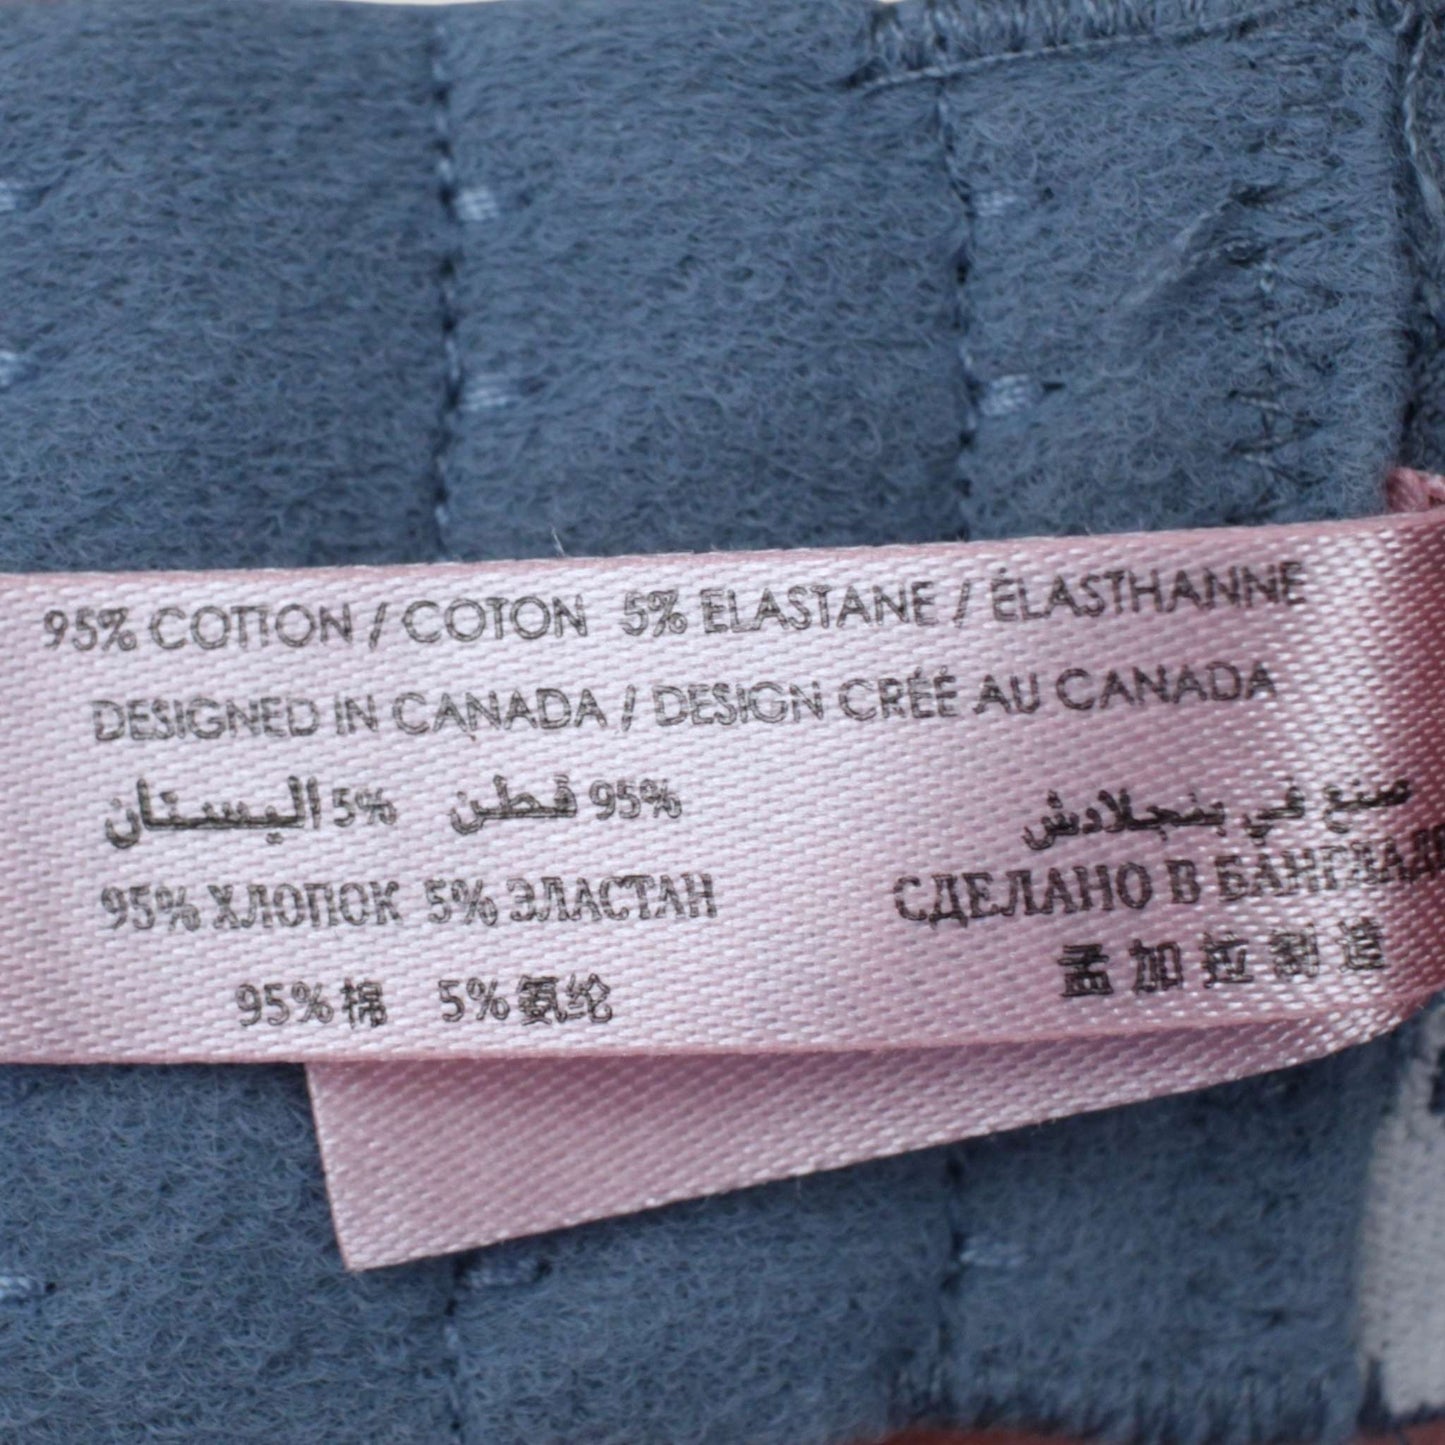 95% COTTON / COTON 5% ELASTANE / ÉLASTHANNE
DESIGNED IN CANADA / DESIGN CRÉÉ AU CANADA
95% قطن 5% اليستان
صنع في بنجلادش
95% ХЛОПОК 5% ЭЛАСТАН
СДЕЛАНО В
95%棉 5%氨纶
孟加拉制造